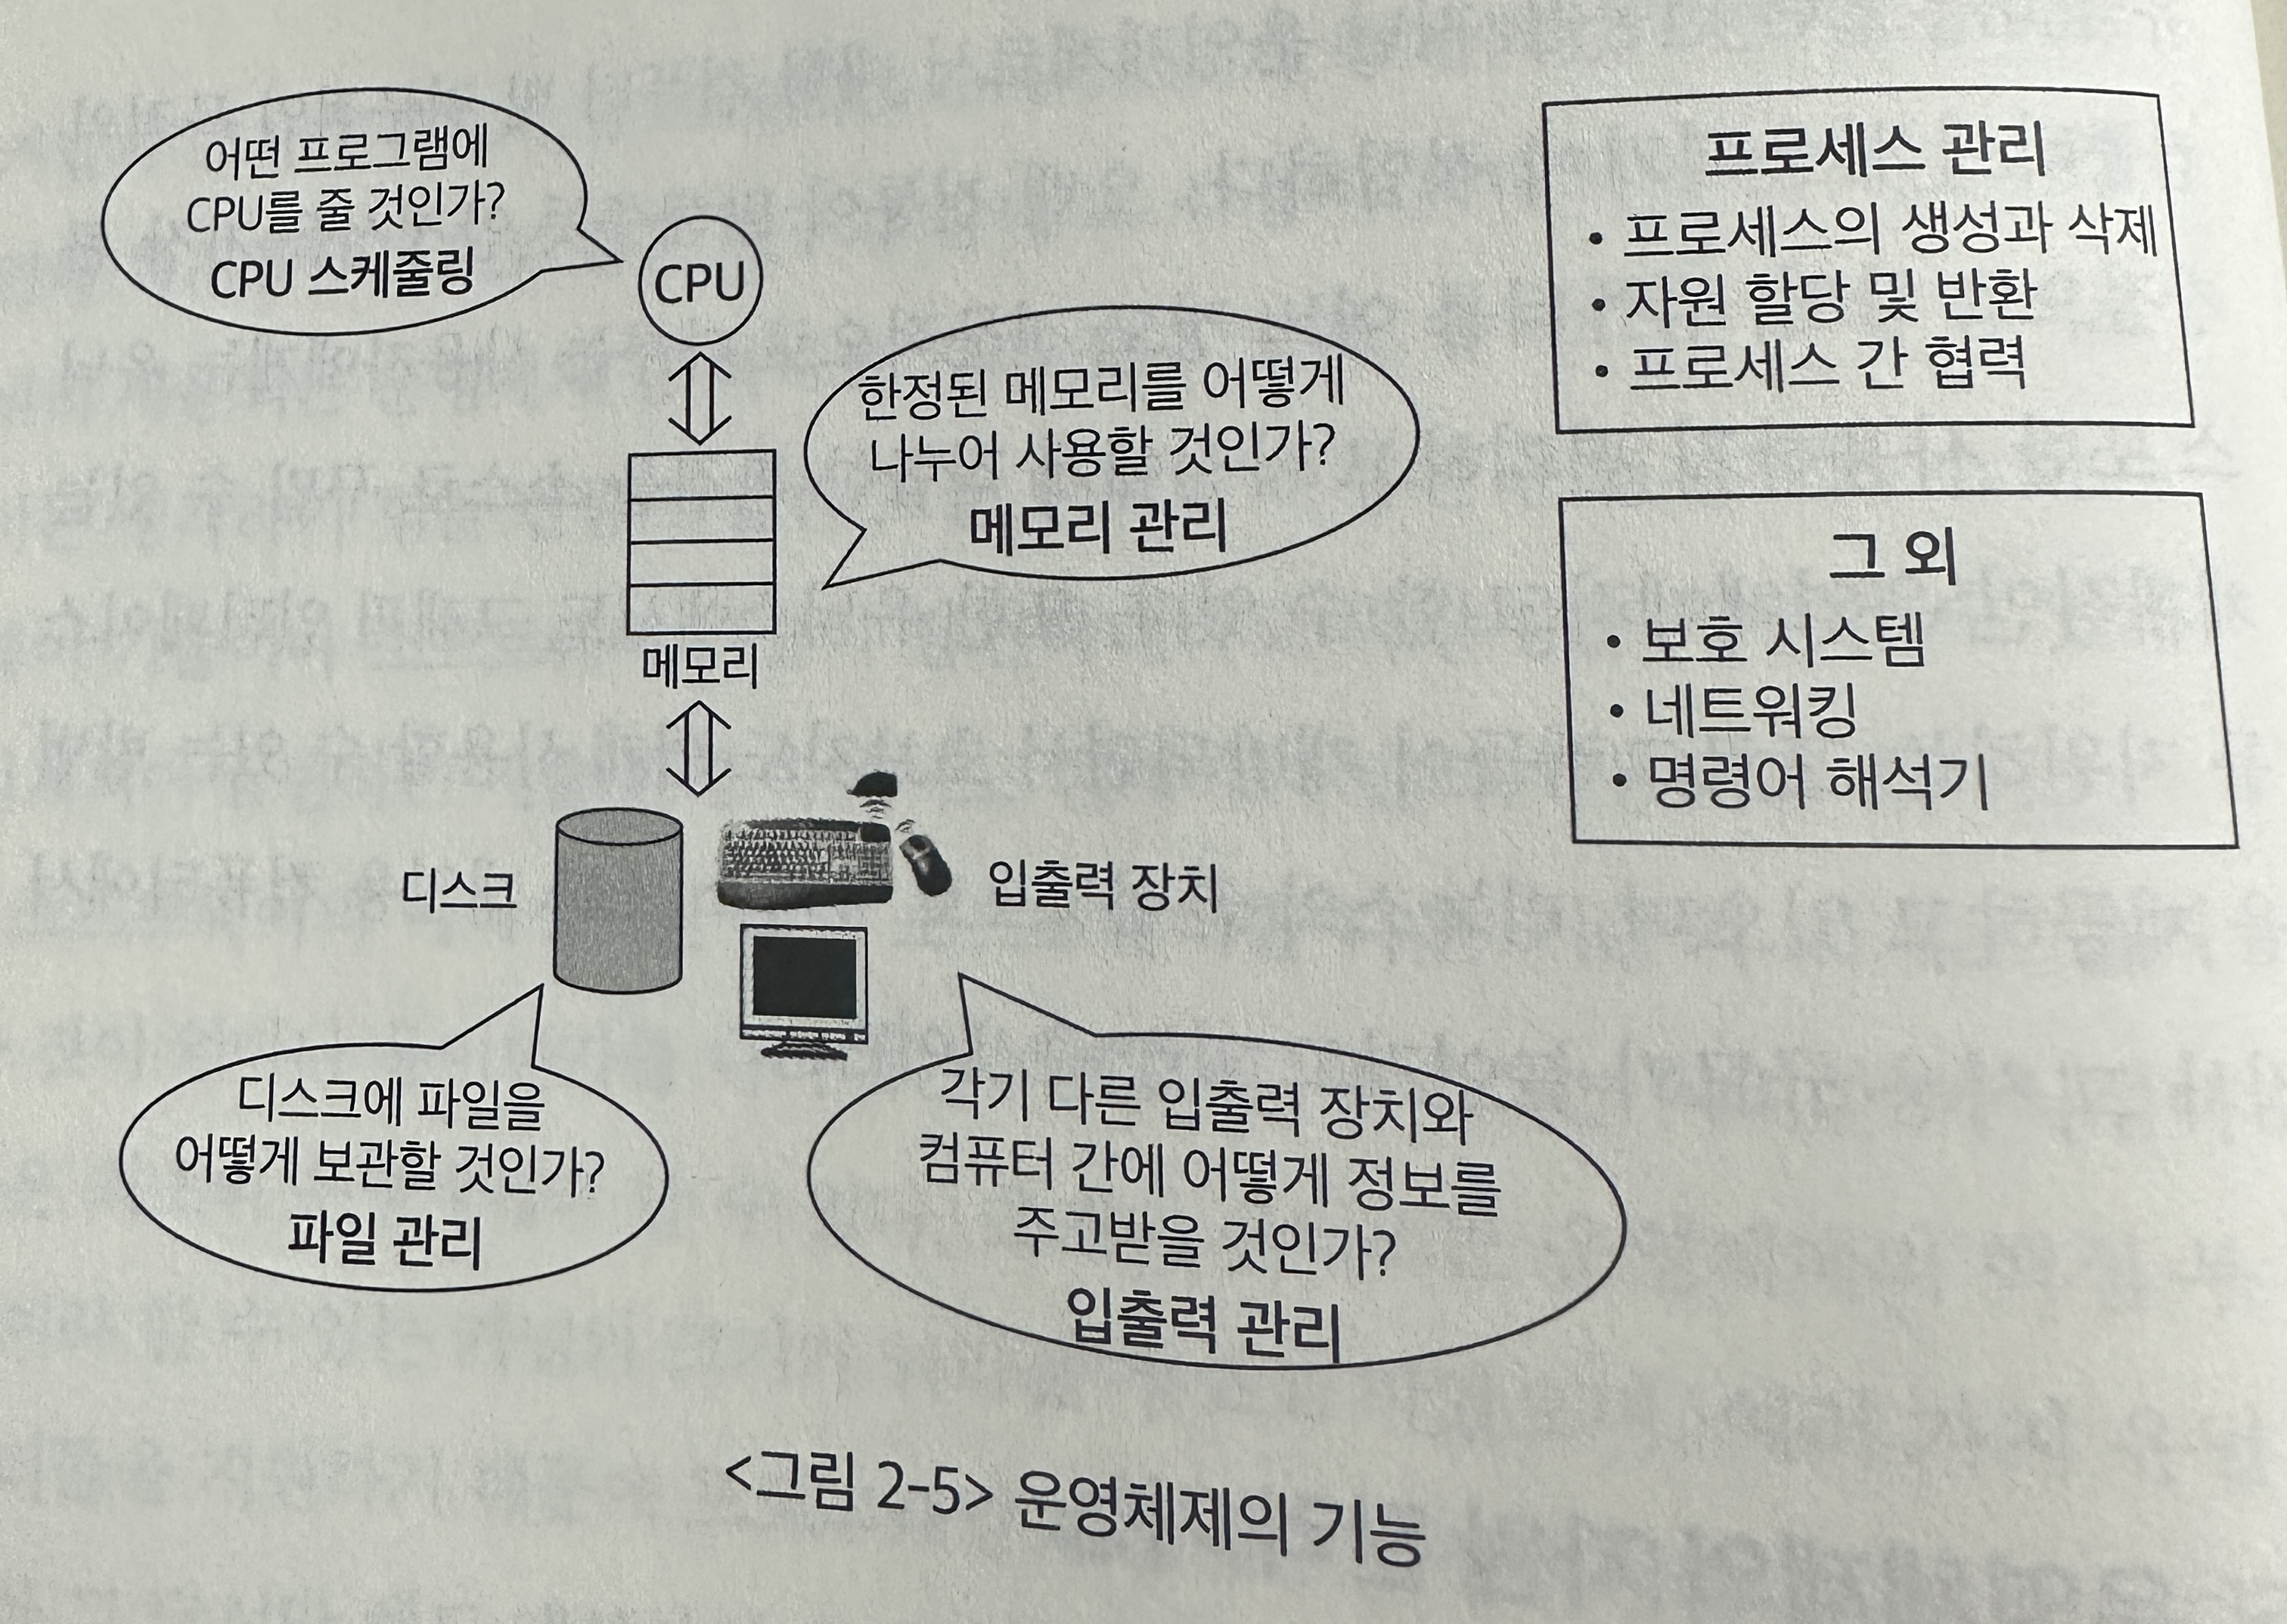 어떤 프로그램에
CPU를 줄 것인가?
CPU 스케줄링
CPU
한정된 메모리를 어떻게
나누어 사용할 것인가?
메모리 관리
메모리
디스크
입출력 장치
디스크에 파일을
어떻게 보관할 것인가?
파일 관리
각기 다른 입출력 장치와
컴퓨터 간에 어떻게 정보를
주고받을 것인가?
입출력 관리
프로세스 관리
• 프로세스의 생성과 삭제
• 자원 할당 및 반환
• 프로세스 간 협력
그 외
• 보호 시스템
• 네트워킹
• 명령어 해석기
<그림 2-5> 운영체제의 기능